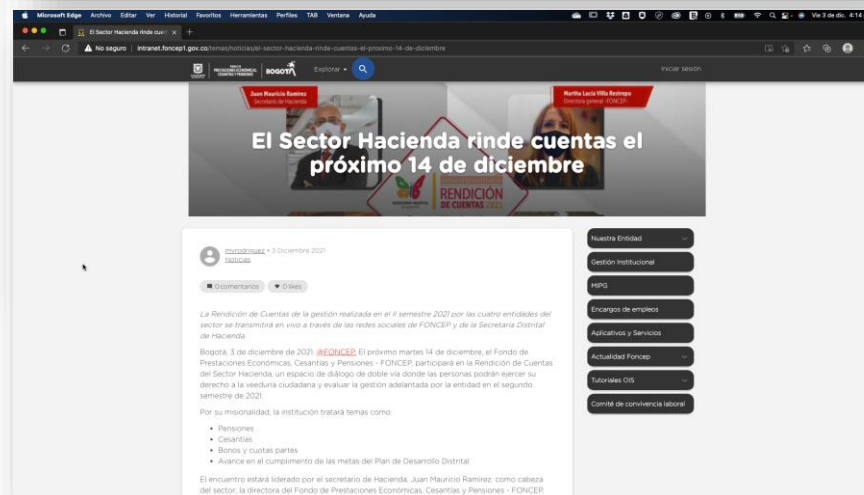 Microsoft Edge Archivo Editar Ver Historial Favoritos Herramientas Perfiles TAB Ventana Ayuda
Vie 3 de dic. 4:14
El Sector Hacienda rinde cuen
No seguro | intranet.foncep1.gov.co/temas/noticias/el-sector-hacienda-rinde-cuentas-el-proximo-14-de-diciembre
BOGOTÁ
Explorar
Iniciar sesión
Juan Mauricio Ramírez
Secretario de Hacienda
Martha Lucía Villa Restrepo
Directora general -FONCEP-
El Sector Hacienda rinde cuentas el
próximo 14 de diciembre
RENDICIÓN
DE CUENTAS 2021
mvrodriguez • 3 Diciembre 2021
Noticias
0 comentarios
0 likes
La Rendición de Cuentas de la gestión realizada en el II semestre 2021 por las cuatro entidades del
sector se transmitirá en vivo a través de las redes sociales de FONCEP y de la Secretaría Distrital
de Hacienda
Bogotá, 3 de diciembre de 2021. @FONCEP. El próximo martes 14 de diciembre, el Fondo de
Prestaciones Económicas, Cesantías y Pensiones - FONCEP, participará en la Rendición de Cuentas
del Sector Hacienda, un espacio de diálogo de doble vía donde las personas podrán ejercer su
derecho a la veeduría ciudadana y evaluar la gestión adelantada por la entidad en el segundo
semestre de 2021.
Por su misionalidad, la institución tratará temas como:
• Pensiones
• Cesantías
• Bonos y cuotas partes
• Avance en el cumplimiento de las metas del Plan de Desarrollo Distrital
El encuentro estará liderado por el secretario de Hacienda, Juan Mauricio Ramírez, como cabeza
del sector; la directora del Fondo de Prestaciones Económicas, Cesantías y Pensiones - FONCEP,
Nuestra Entidad
Gestión Institucional
MIPG
Encargos de empleos
Aplicativos y Servicios
Actualidad Foncep
Tutoriales OIS
Comité de convivencia laboral